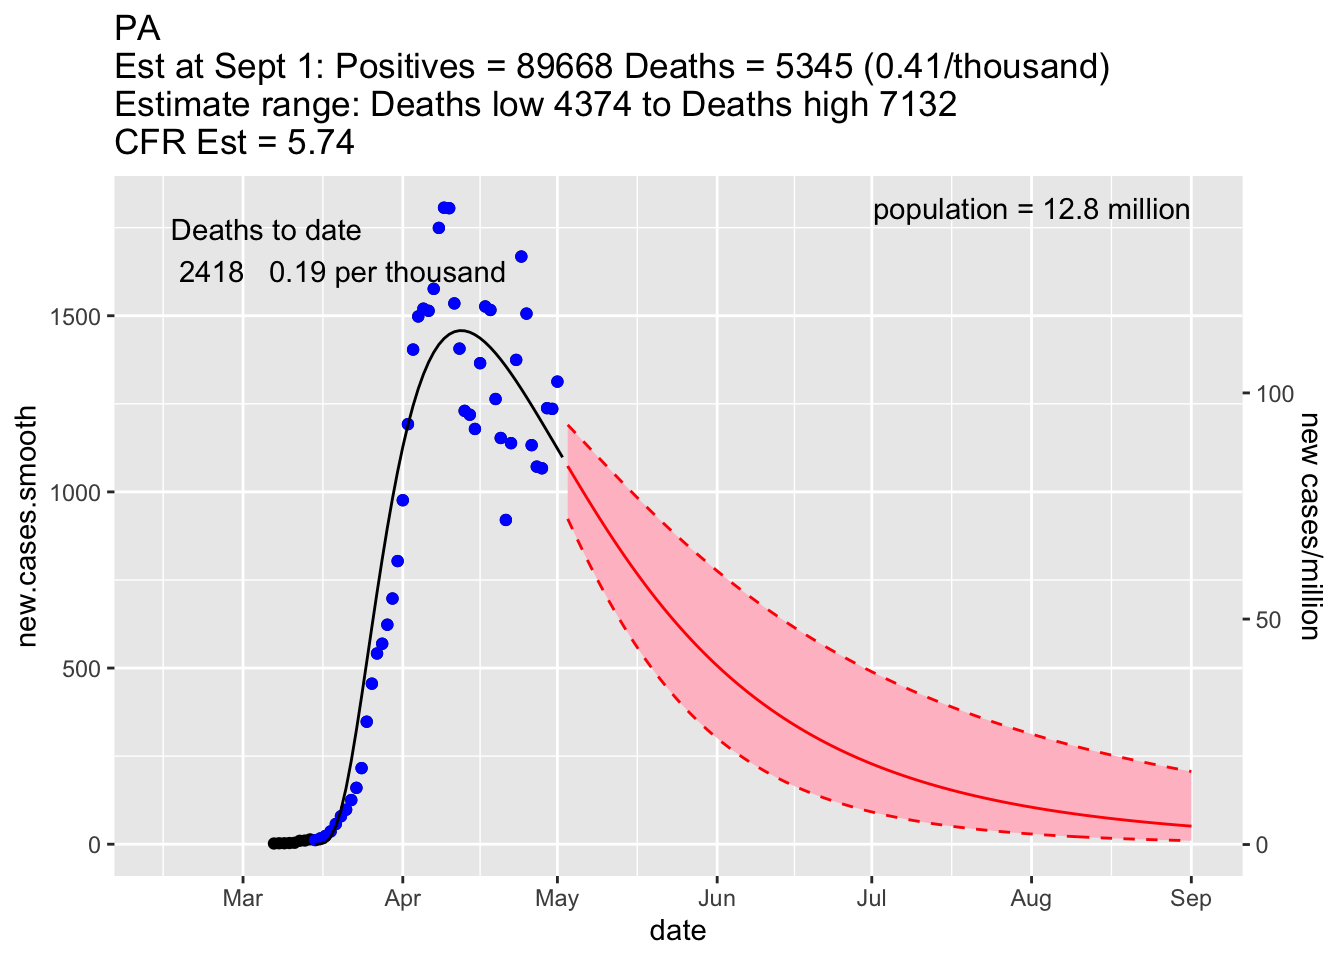 PA
Est at Sept 1: Positives = 89668 Deaths = 5345 (0.41/thousand)
Estimate range: Deaths low 4374 to Deaths high 7132
CFR Est = 5.74
Deaths to date
2418 0.19 per thousand
population = 12.8 million
new.cases.smooth
1500
1000
500
0
100
50
0
new cases/million
Mar Apr May Jun Jul Aug Sep
date